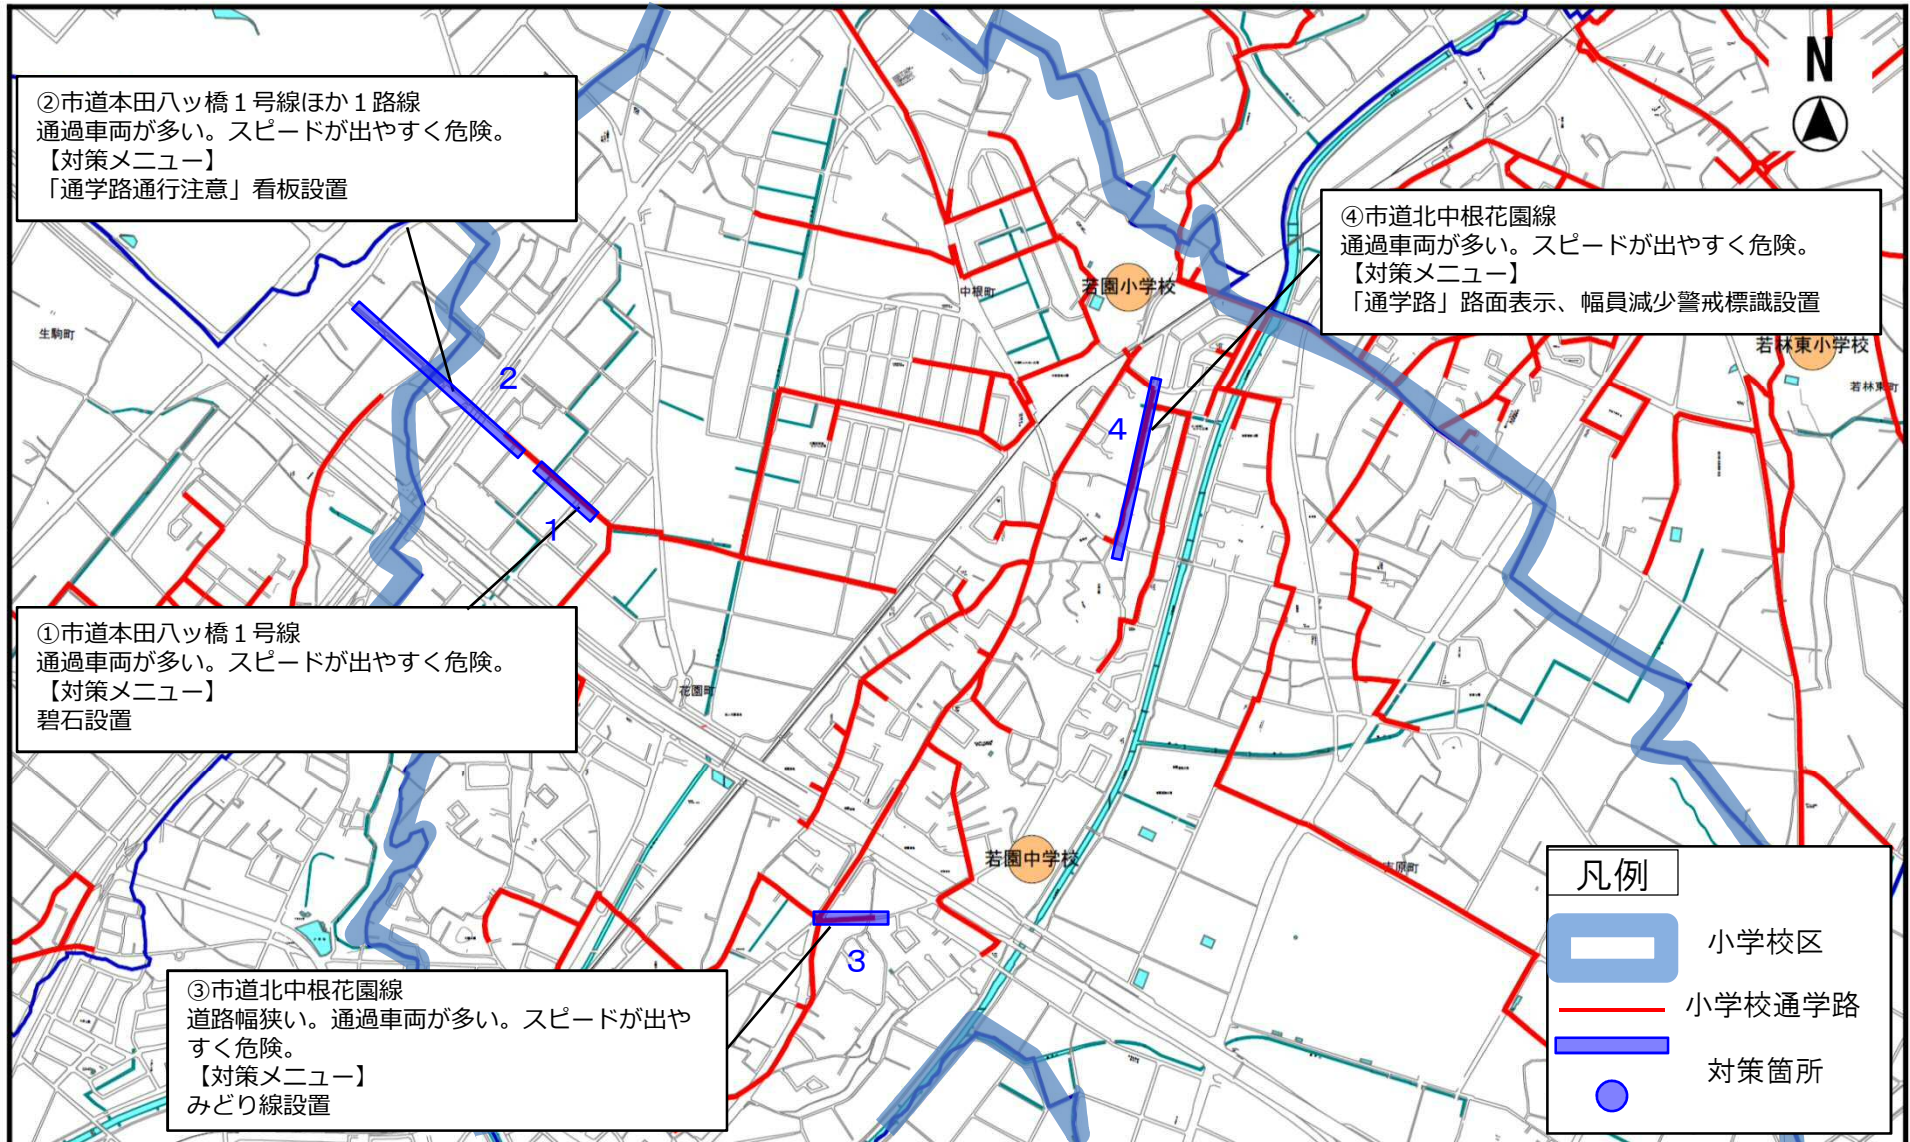 N
②市道本田八ッ橋１号線ほか１路線
通過車両が多い。スピードが出やすく危険。
【対策メニュー】
「通学路通行注意」看板設置
④市道北中根花園線
通過車両が多い。スピードが出やすく危険。
【対策メニュー】
「通学路」路面表示、幅員減少警戒標識設置
中根町
若園小学校
生駒町
若林東小学校
若林東町
2
4
1
①市道本田八ッ橋１号線
通過車両が多い。スピードが出やすく危険。
【対策メニュー】
碧石設置
花園町
若園中学校
吉原町
3
③市道北中根花園線
道路幅狭い。通過車両が多い。スピードが出や
すく危険。
【対策メニュー】
みどり線設置
凡例
小学校区
小学校通学路
対策箇所